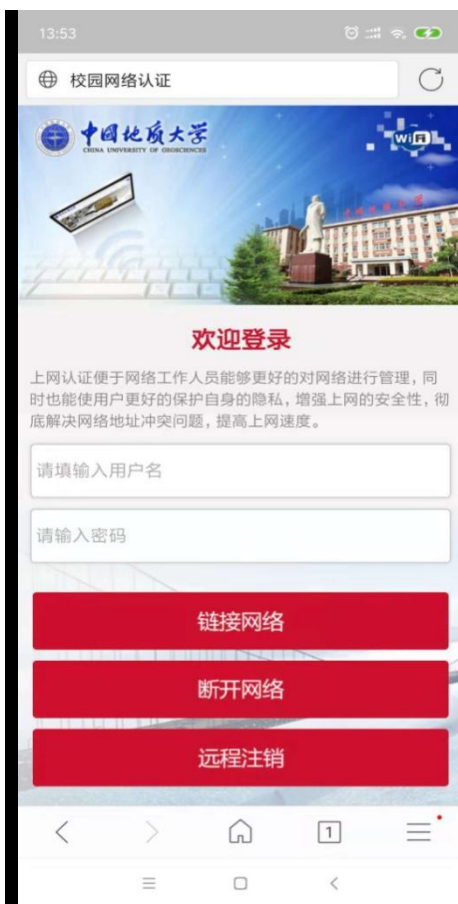 13:53
校园网络认证
中国地质大学
CHINA UNIVERSITY OF GEOSCIENCES
WiFi
欢迎登录
上网认证便于网络工作人员能够更好的对网络进行管理，同
时也能使用户更好的保护自身的隐私，增强上网的安全性，彻
底解决网络地址冲突问题，提高上网速度。
请填输入用户名
请输入密码
链接网络
断开网络
远程注销
1